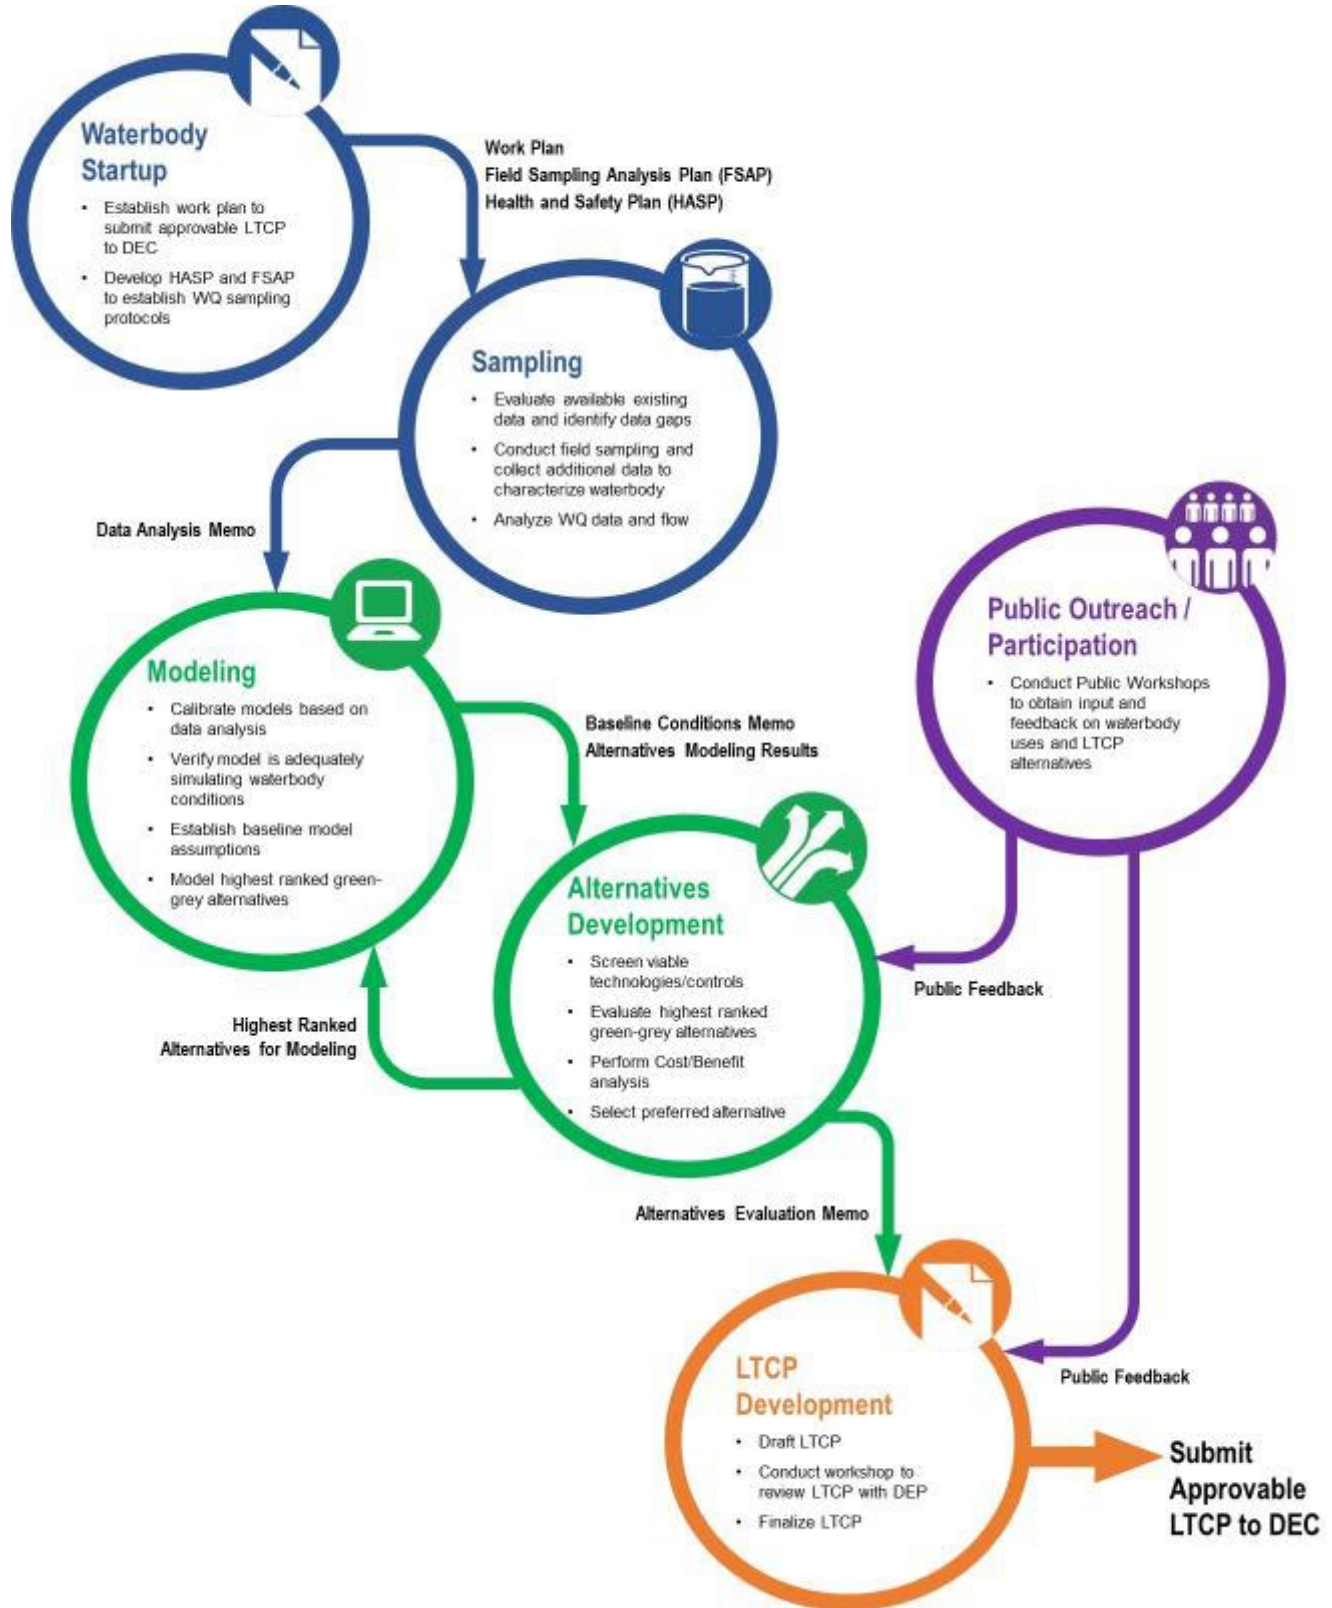 Waterbody
Startup
• Establish work plan to
submit approvable LTCP
to DEC
• Develop HASP and FSAP
to establish WQ sampling
protocols
Work Plan
Field Sampling Analysis Plan (FSAP)
Health and Safety Plan (HASP)
Sampling
• Evaluate available existing
data and identify data gaps
• Conduct field sampling and
collect additional data to
characterize waterbody
• Analyze WQ data and flow
Data Analysis Memo
Modeling
• Calibrate models based on
data analysis
• Verify model is adequately
simulating waterbody
conditions
• Establish baseline model
assumptions
• Model highest ranked green-
grey alternatives
Baseline Conditions Memo
Alternatives Modeling Results
Public Outreach /
Participation
• Conduct Public Workshops
to obtain input and
feedback on waterbody
uses and LTCP
alternatives
Alternatives
Development
• Screen viable
technologies/controls
• Evaluate highest ranked
green-grey alternatives
• Perform Cost/Benefit
analysis
• Select preferred alternative
Highest Ranked
Alternatives for Modeling
Public Feedback
Alternatives Evaluation Memo
LTCP
Development
• Draft LTCP
• Conduct workshop to
review LTCP with DEP
• Finalize LTCP
Public Feedback
Submit
Approvable
LTCP to DEC